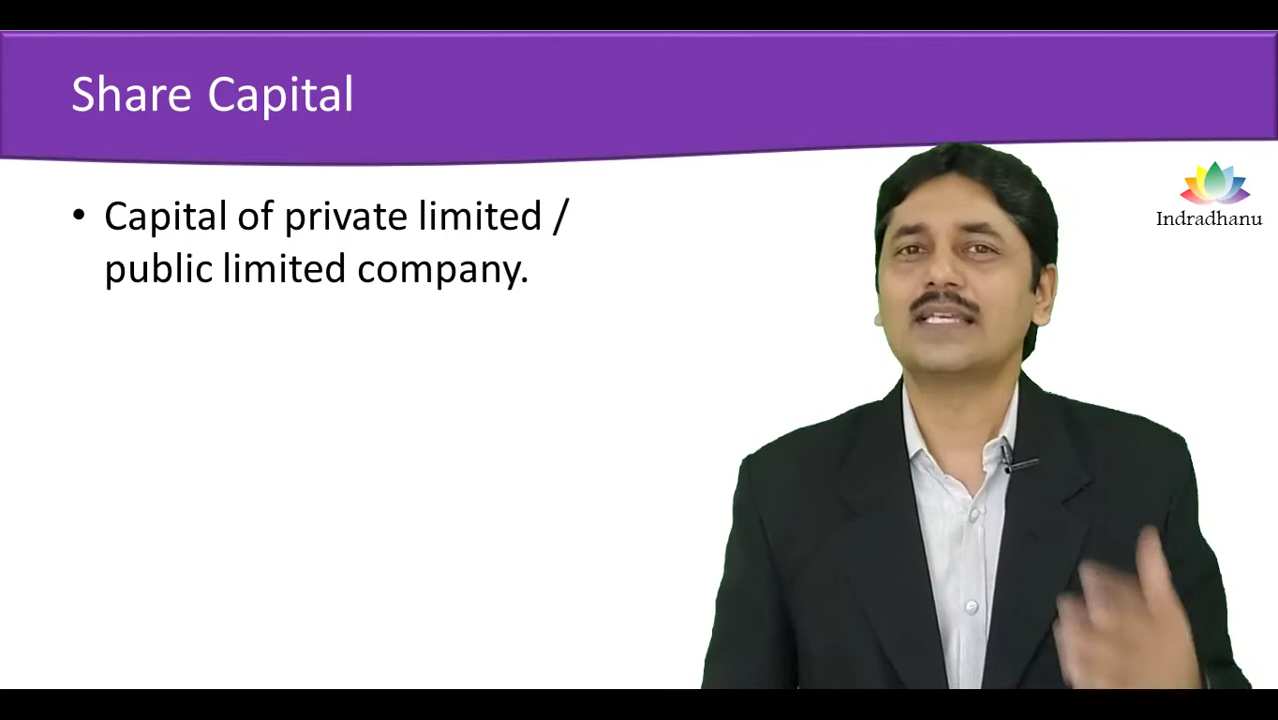 Share Capital
• Capital of private limited /
public limited company.
Indradhanu